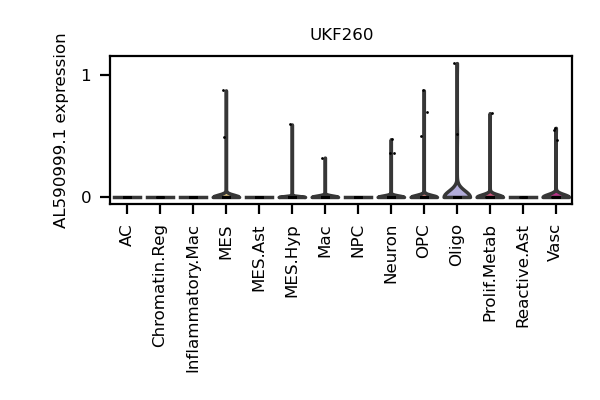 UKF260
AL590999.1 expression
1
0
AC
Chromatin.Reg
Inflammatory.Mac
MES
MES.Ast
MES.Hyp
Mac
NPC
Neuron
OPC
Oligo
Prolif.Metab
Reactive.Ast
Vasc